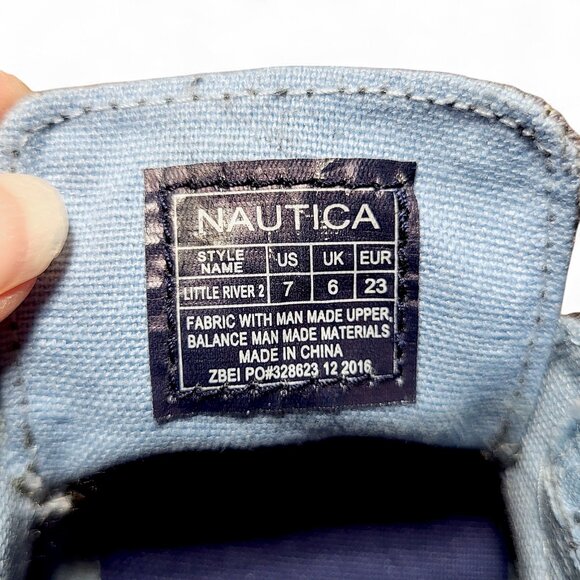 NAUTICA
STYLE NAME US UK EUR
LITTLE RIVER 2 7 6 23
FABRIC WITH MAN MADE UPPER,
BALANCE MAN MADE MATERIALS
MADE IN CHINA
ZBEI PO#328623 12 2016